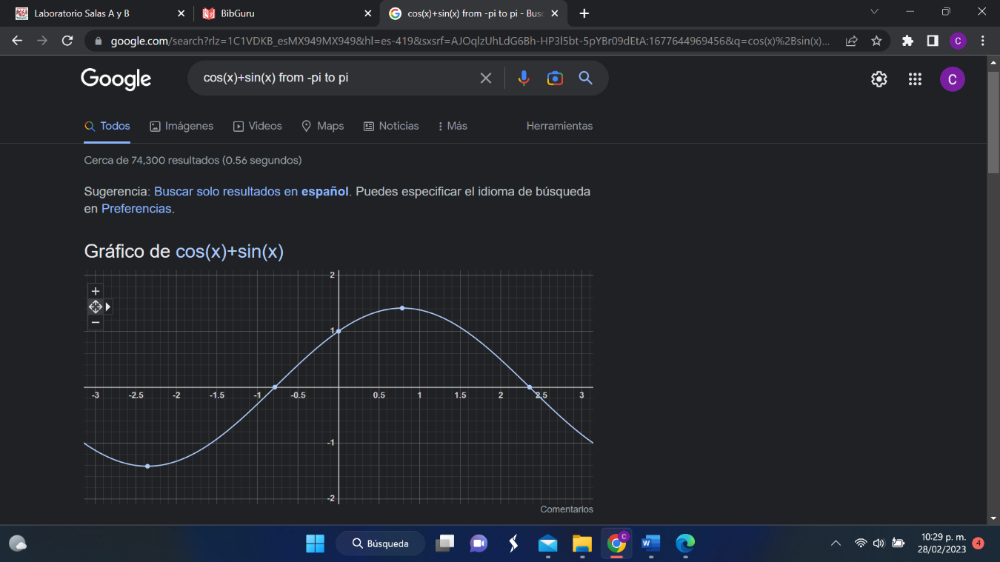 Laboratorio Salas A y B
BibGuru
cos(x)+sin(x) from -pi to pi - Busc
google.com/search?rlz=1C1VDKB_esMX949MX949&hl=es-419&sxsrf=AJOqlzUhLdG6Bh-HP3l5bt-5pYBr09dEtA:1677644969456&q=cos(x)%2Bsin(x)...
C
Google
cos(x)+sin(x) from -pi to pi
C
Todos
Imágenes
Videos
Maps
Noticias
Más
Herramientas
Cerca de 74,300 resultados (0.56 segundos)
Sugerencia: Buscar solo resultados en español. Puedes especificar el idioma de búsqueda
en Preferencias.
Gráfico de cos(x)+sin(x)
2
1
-3 -2.5 -2 -1.5 -1 -0.5 0.5 1 1.5 2 2.5 3
-1
-2
Comentarios
Búsqueda
C
W
10:29 p. m.
28/02/2023
4